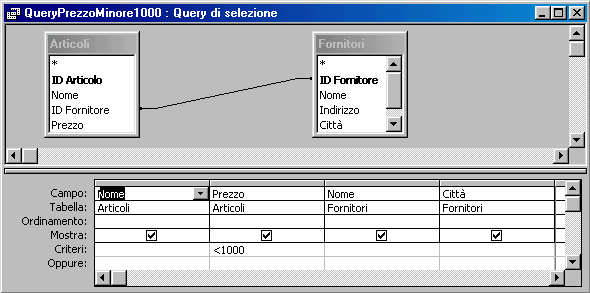 QueryPrezzoMinore1000 : Query di selezione
Articoli
*
ID Articolo
Nome
ID Fornitore
Prezzo
Fornitori
*
ID Fornitore
Nome
Indirizzo
Città
Campo: Nome Prezzo Nome Città
Tabella: Articoli Articoli Fornitori Fornitori
Ordinamento:
Mostra:
Criteri: <1000
Oppure: